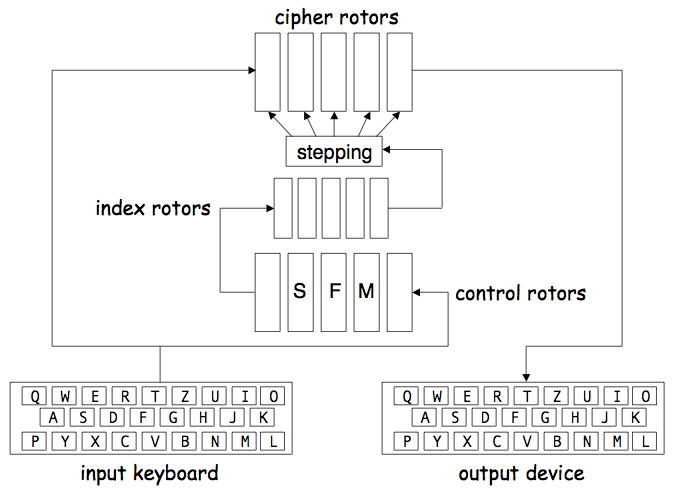 cipher rotors
stepping
index rotors
S F M
control rotors
Q W E R T Z U I O
A S D F G H J K
P Y X C V B N M L
input keyboard
Q W E R T Z U I O
A S D F G H J K
P Y X C V B N M L
output device